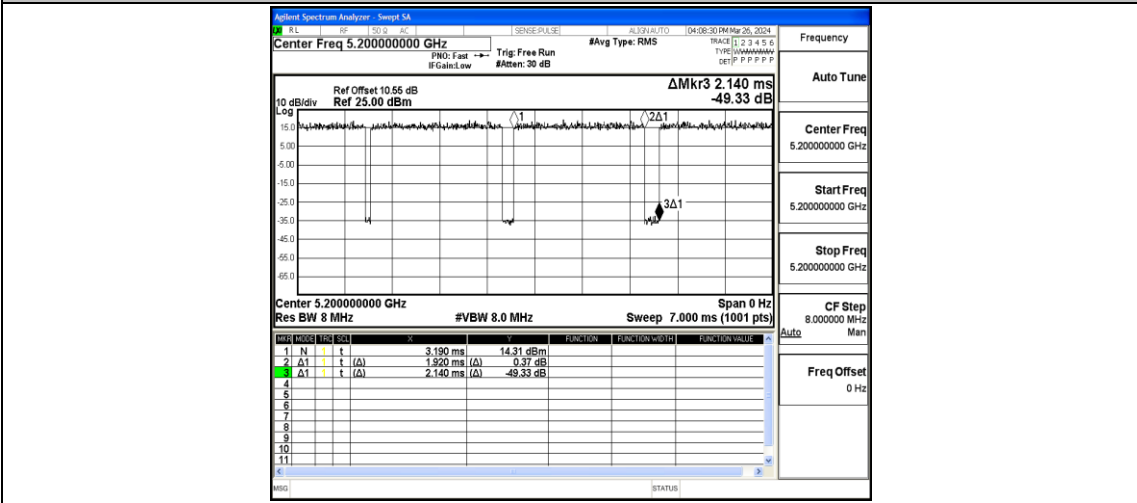 Agilent Spectrum Analyzer - Swept SA
RL RF 50 Ω AC SENSE:PULSE ALIGN AUTO 04:08:30 PM Mar 26, 2024
Center Freq 5.200000000 GHz #Avg Type: RMS TRACE 1 2 3 4 5 6
PNO: Fast Trig: Free Run TYPE WWWWWW
IFGain:Low #Atten: 30 dB DET P P P P P P
Frequency
Auto Tune
Center Freq
5.200000000 GHz
Start Freq
5.200000000 GHz
Stop Freq
5.200000000 GHz
CF Step
8.000000 MHz
Auto Man
Freq Offset
0 Hz
ΔMkr3 2.140 ms
-49.33 dB
Ref Offset 10.55 dB
10 dB/div Ref 25.00 dBm
Log
15.0
5.00
-5.00
-15.0
-25.0
-35.0
-45.0
-55.0
-65.0
1
2Δ1
3Δ1
Center 5.200000000 GHz Span 0 Hz
Res BW 8 MHz #VBW 8.0 MHz Sweep 7.000 ms (1001 pts)
MKR MODE TRC SCL X Y FUNCTION FUNCTION WIDTH FUNCTION VALUE
1 N 1 t 3.190 ms 14.31 dBm
2 Δ1 1 t (Δ) 1.920 ms (Δ) 0.37 dB
3 Δ1 1 t (Δ) 2.140 ms (Δ) -49.33 dB
4
5
6
7
8
9
10
11
MSG STATUS